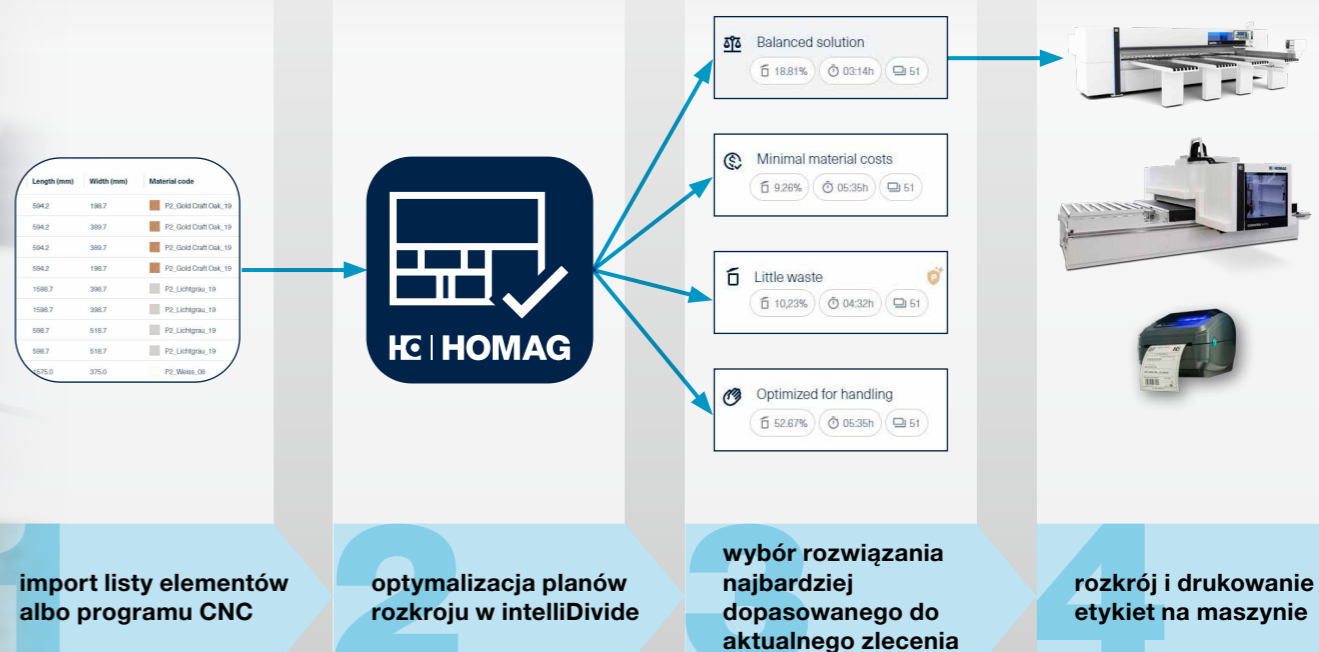 Length (mm) Width (mm) Material code
594.2 198.7 P2_Gold Craft Oak_19
594.2 399.7 P2_Gold Craft Oak_19
594.2 389.7 P2_Gold Craft Oak_19
594.2 198.7 P2_Gold Craft Oak_19
1598.7 398.7 P2_Lichtgrau_19
1598.7 398.7 P2_Lichtgrau_19
598.7 518.7 P2_Lichtgrau_19
598.7 518.7 P2_Lichtgrau_19
1575.0 375.0 P2_Weiss_08
HOMAG
Balanced solution
18.81% 03:14h 51
Minimal material costs
9.26% 05:35h 51
Little waste
10,23% 04:32h 51
Optimized for handling
52.67% 05:35h 51
HOMAG
1
import listy elementów
albo programu CNC
2
optymalizacja planów
rozkroju w intelliDivide
3
wybór rozwiązania
najbardziej
dopasowanego do
aktualnego zlecenia
4
rozkrój i drukowanie
etykiet na maszynie